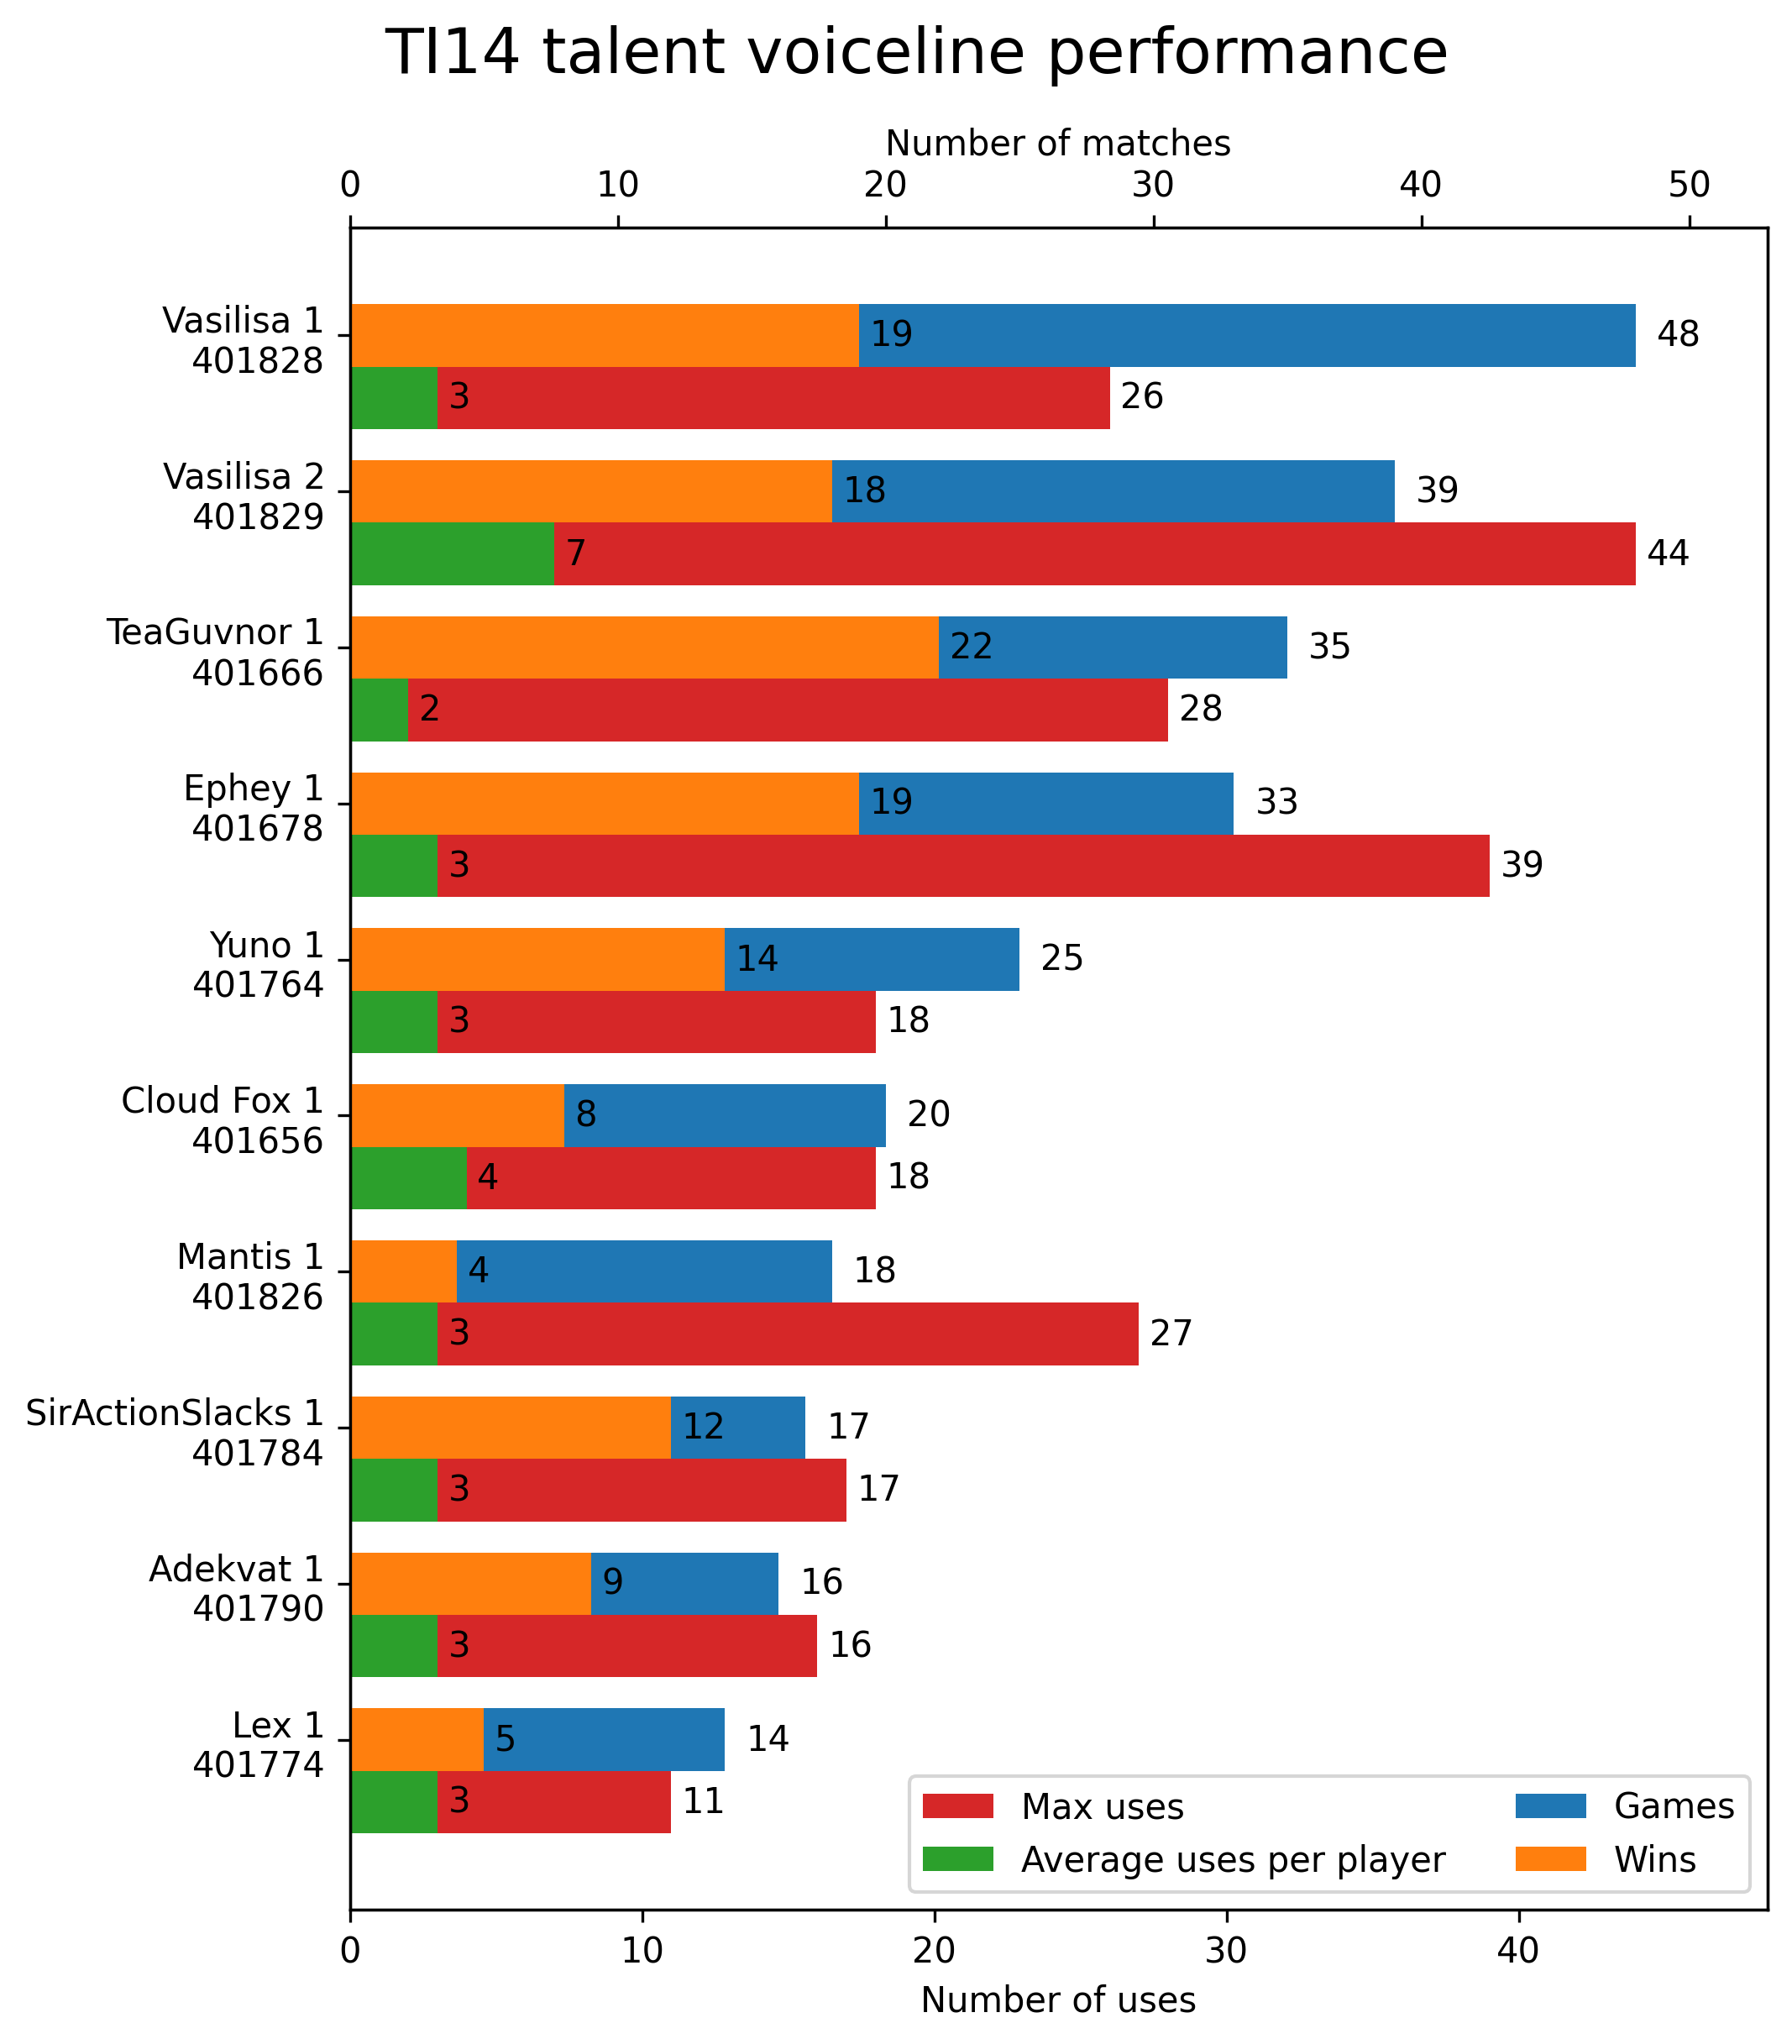 TI14 talent voiceline performance
Number of matches
0 10 20 30 40 50
Vasilisa 1
401828
19 48
3 26
Vasilisa 2
401829
18 39
7 44
TeaGuvnor 1
401666
22 35
2 28
Ephey 1
401678
19 33
3 39
Yuno 1
401764
14 25
3 18
Cloud Fox 1
401656
8 20
4 18
Mantis 1
401826
4 18
3 27
SirActionSlacks 1
401784
12 17
3 17
Adekvat 1
401790
9 16
3 16
Lex 1
401774
5 14
3 11
Max uses Games
Average uses per player Wins
0 10 20 30 40
Number of uses